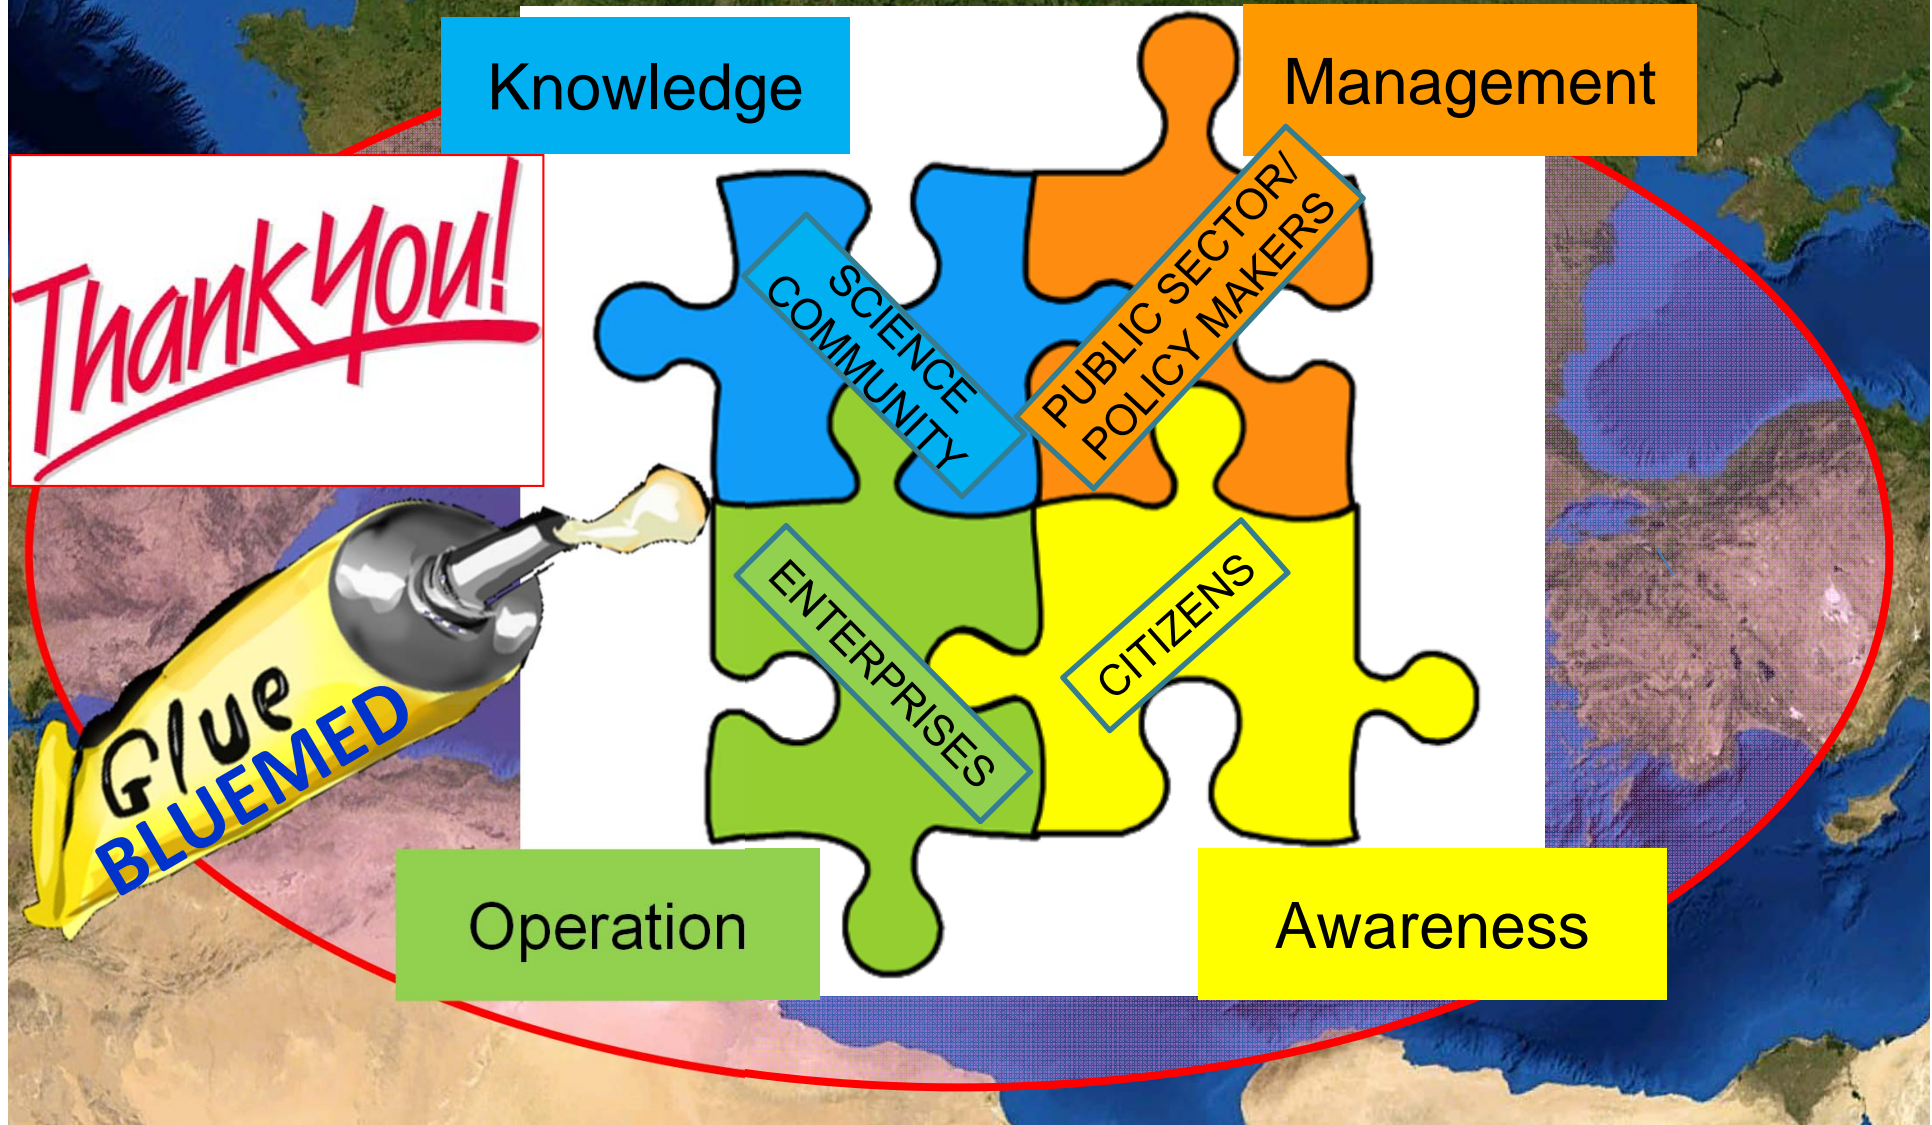 Knowledge
Management
Thank you!
SCIENCE
COMMUNITY
PUBLIC SECTOR/
POLICY MAKERS
ENTERPRISES
CITIZENS
Glue
BLUEMED
Operation
Awareness